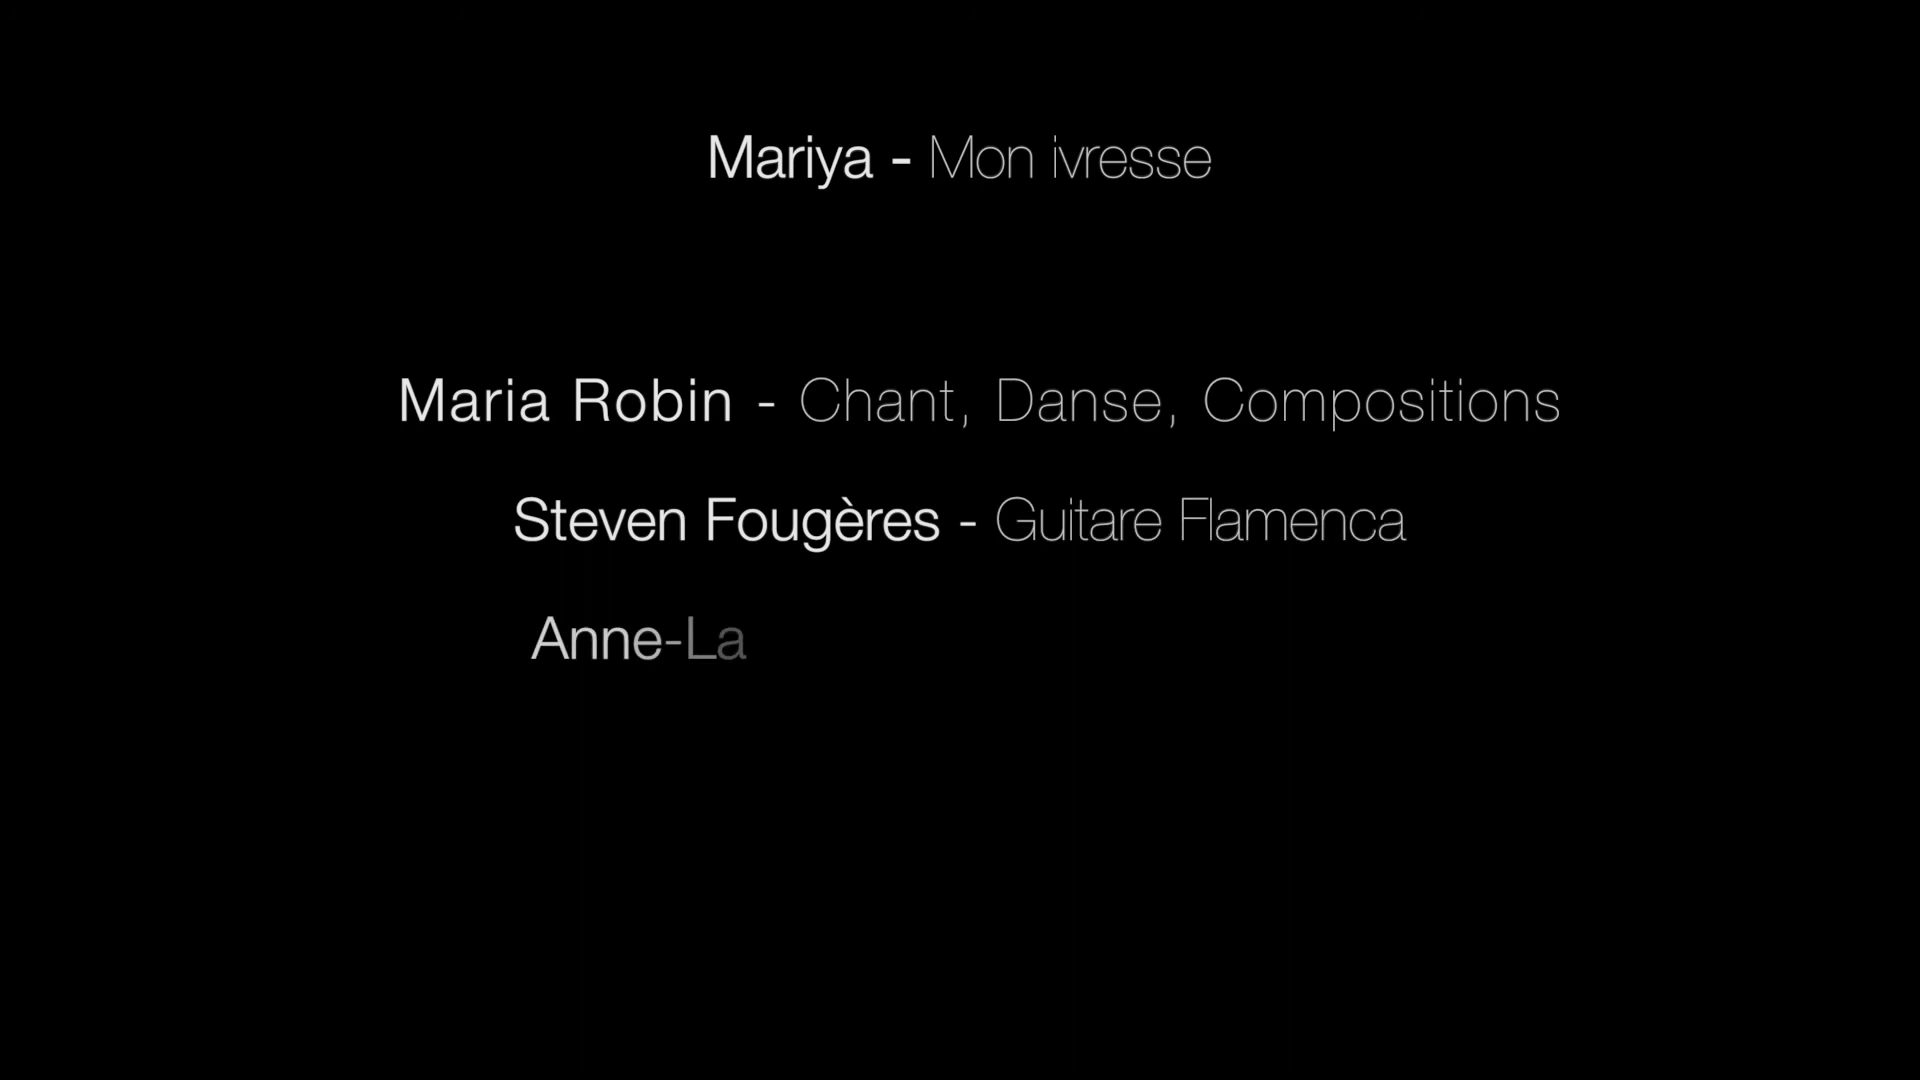 Mariya - Mon ivresse
Maria Robin - Chant, Danse, Compositions
Steven Fougères - Guitare Flamenca
Anne-La